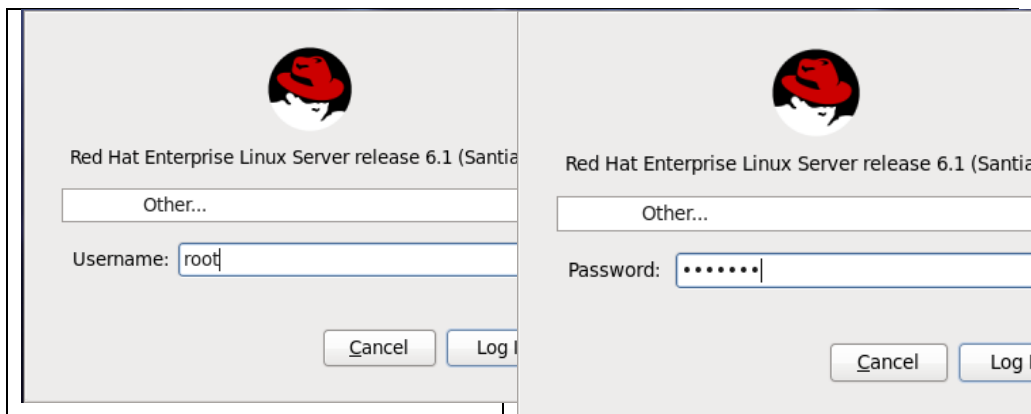 Red Hat Enterprise Linux Server release 6.1 (Santia
Other...
Username: root
Cancel
Log I
Red Hat Enterprise Linux Server release 6.1 (Santia
Other...
Password: •••••••
Cancel
Log I